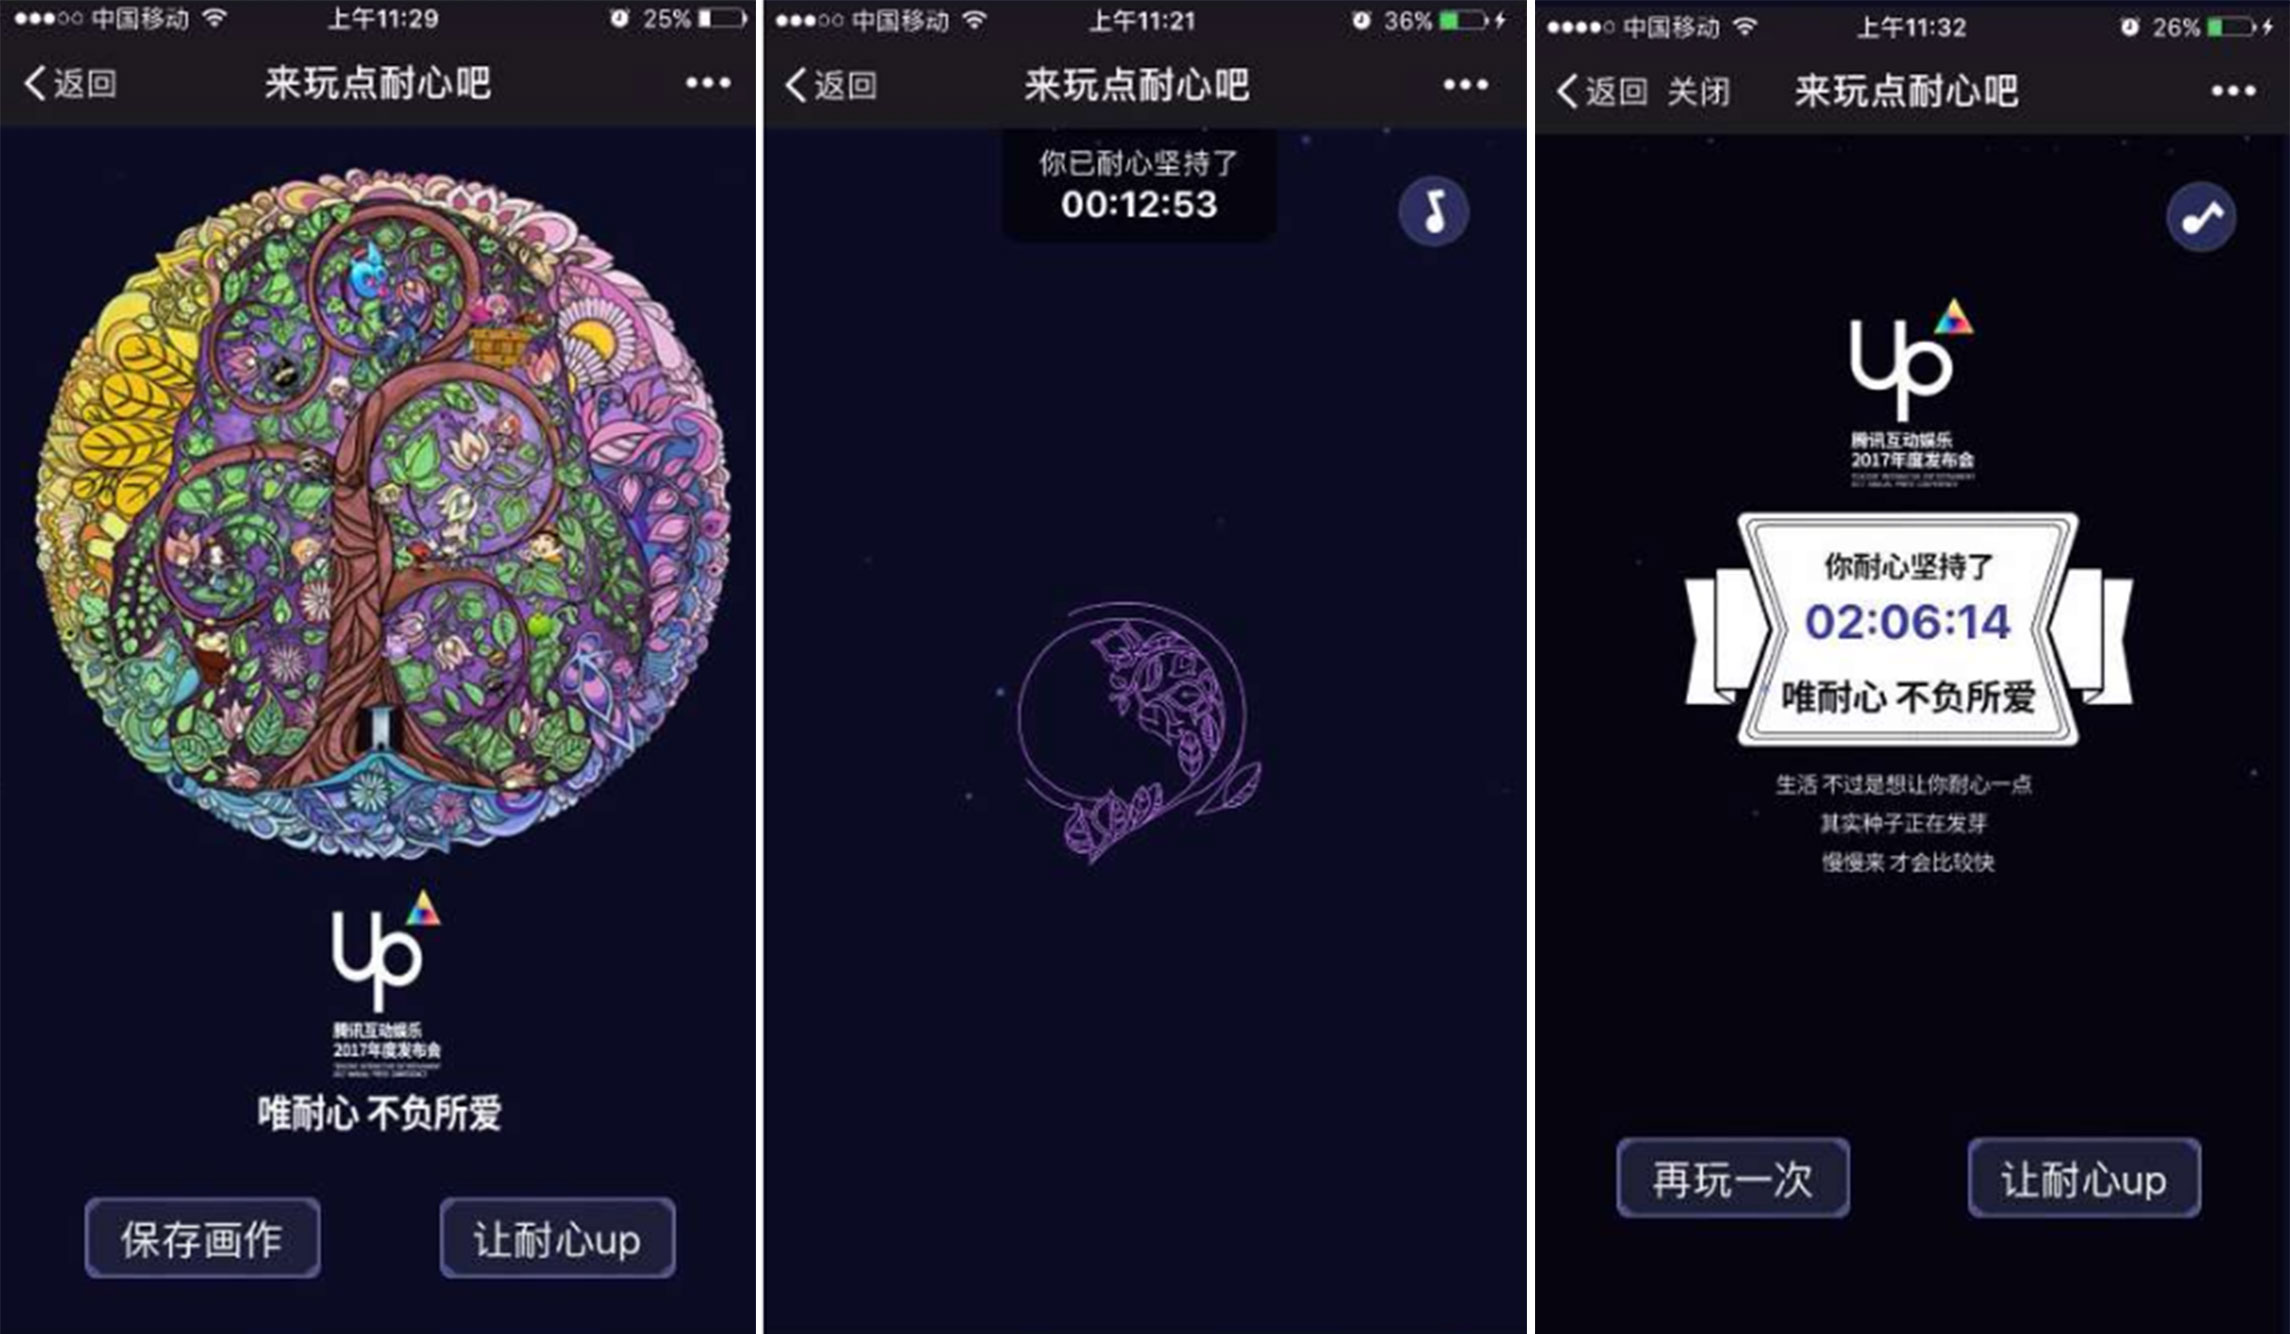 中国移动 上午11:29 25%
返回 来玩点耐心吧
up
腾讯互动娱乐
2017年度发布会
唯耐心 不负所爱
保存画作 让耐心up
中国移动 上午11:21 36%
返回 来玩点耐心吧
你已耐心坚持了
00:12:53
中国移动 上午11:32 26%
返回 关闭 来玩点耐心吧
up
腾讯互动娱乐
2017年度发布会
你耐心坚持了
02:06:14
唯耐心 不负所爱
生活 不过是想让你耐心一点
其实种子正在发芽
慢慢来 才会比较快
再玩一次 让耐心up